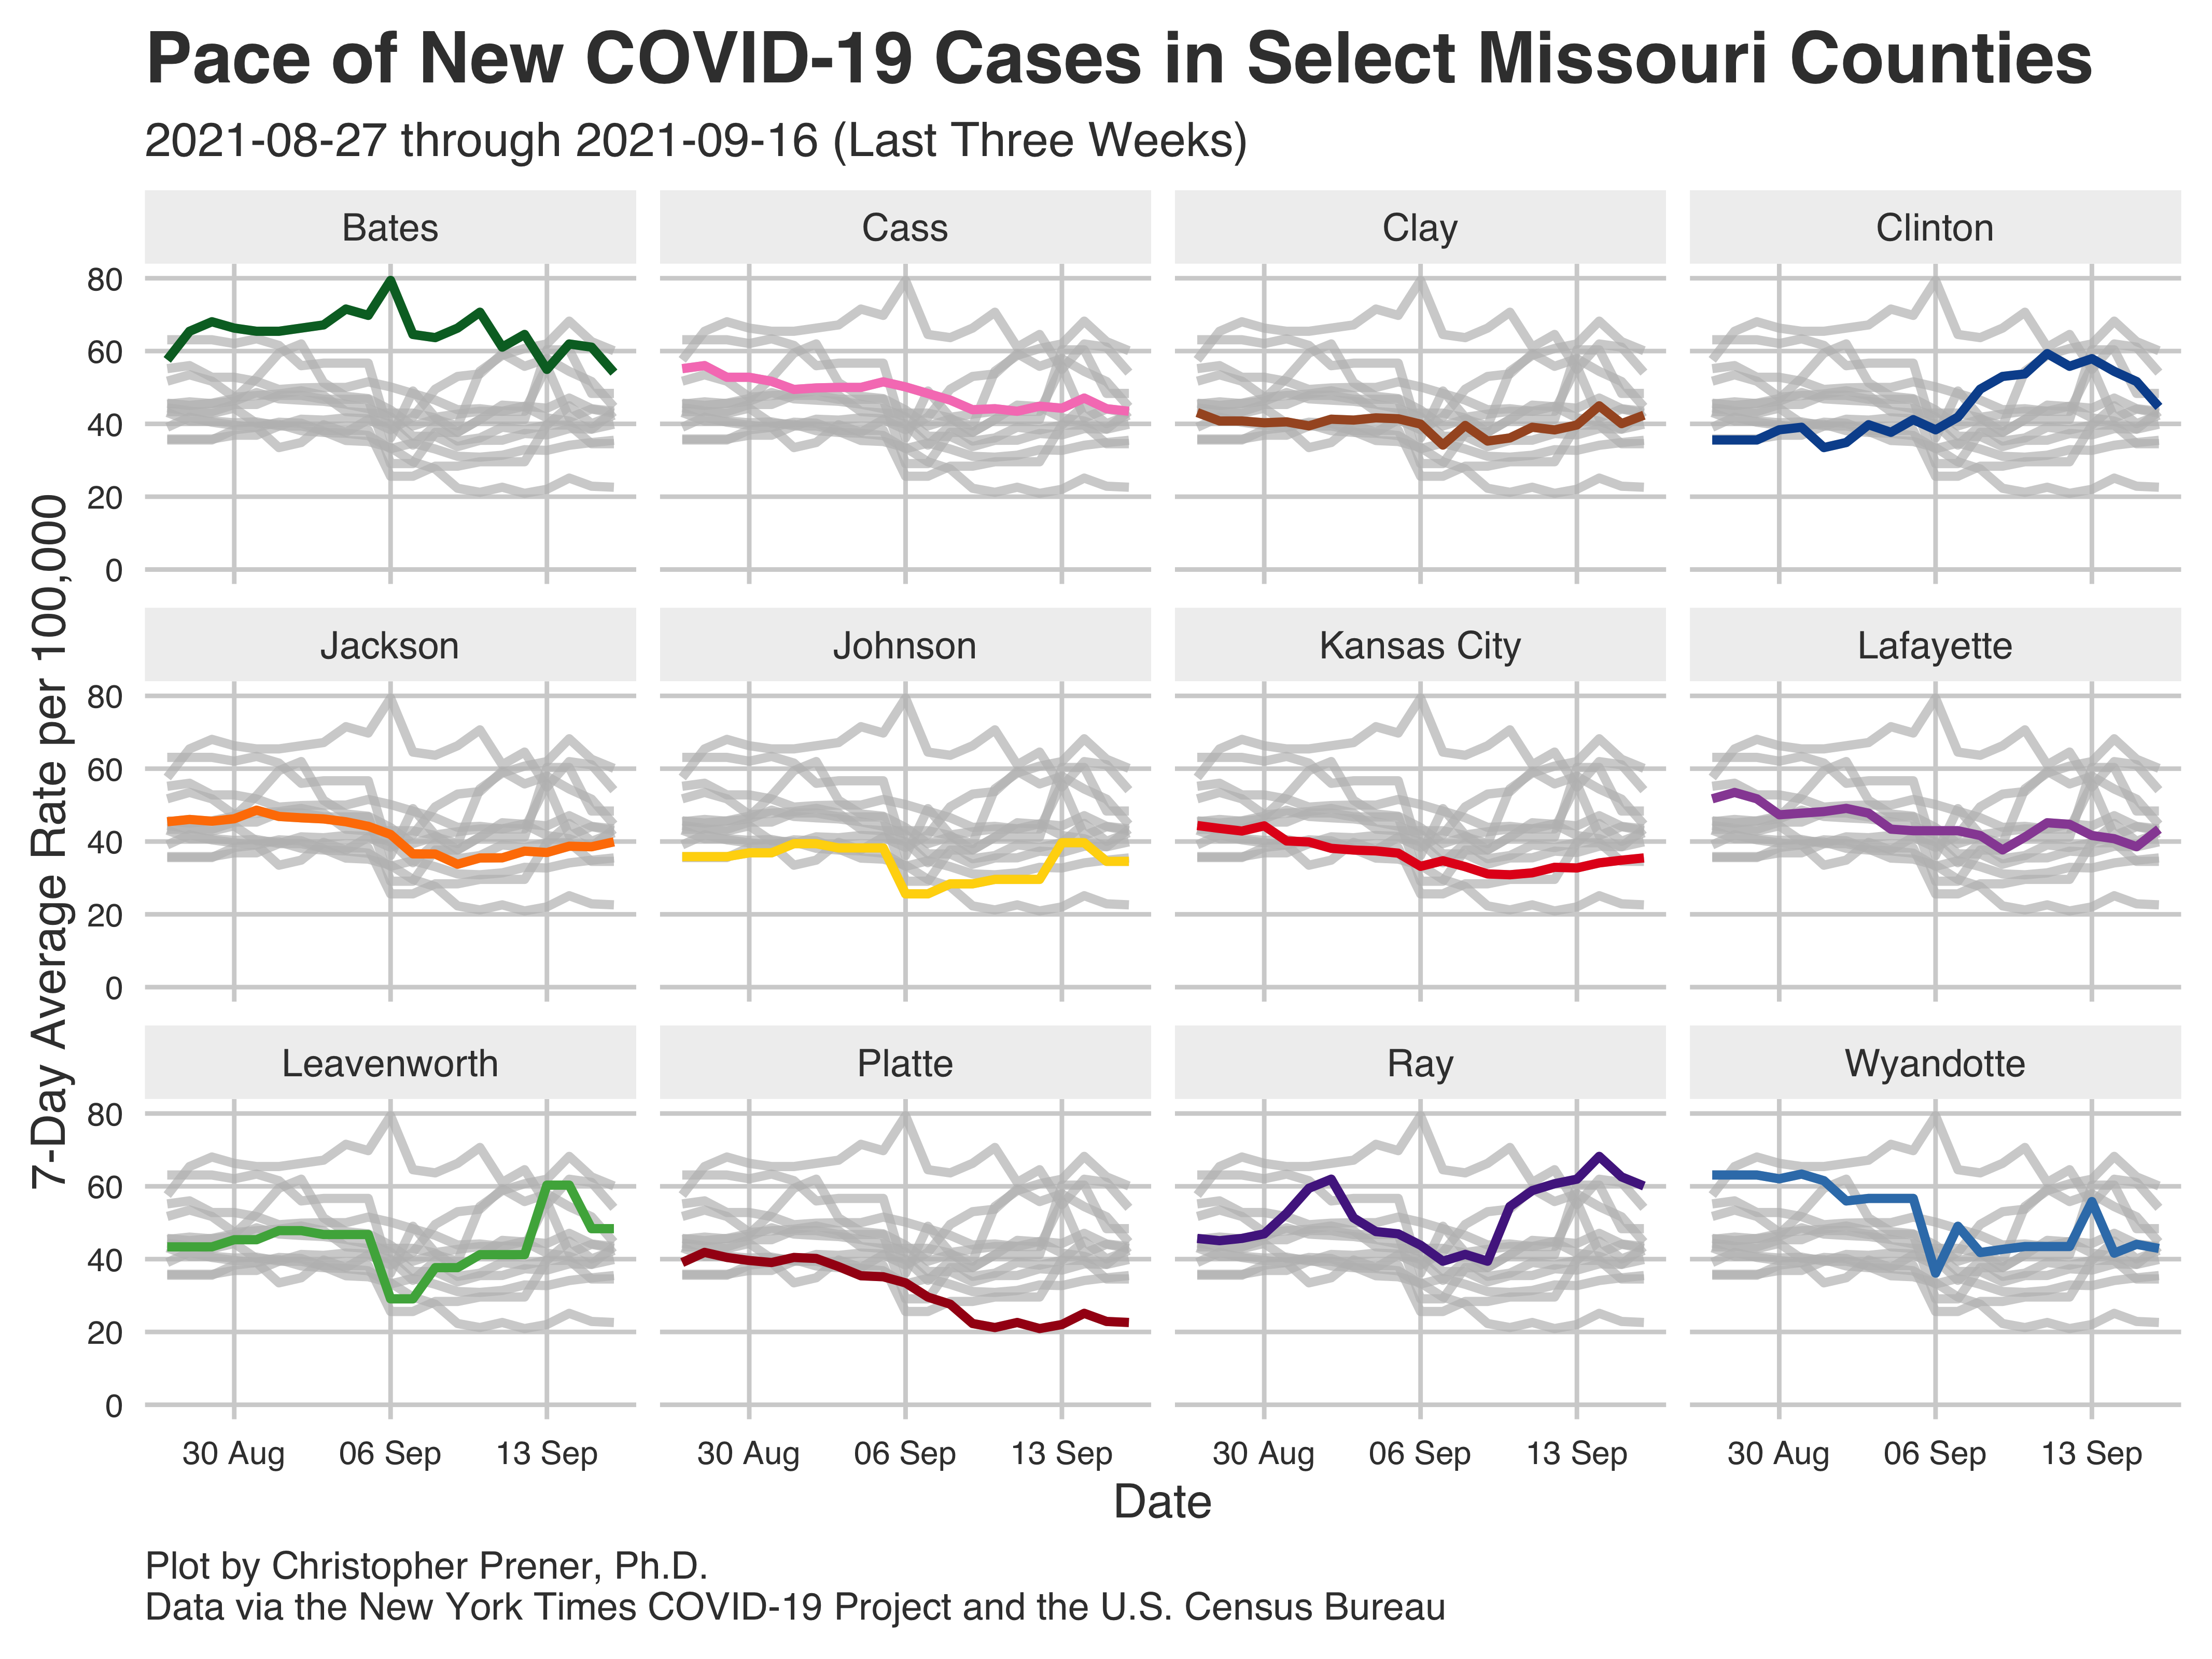 Pace of New COVID-19 Cases in Select Missouri Counties
2021-08-27 through 2021-09-16 (Last Three Weeks)
7-Day Average Rate per 100,000
Bates
Cass
Clay
Clinton
80
60
40
20
0
Jackson
Johnson
Kansas City
Lafayette
80
60
40
20
0
Leavenworth
Platte
Ray
Wyandotte
80
60
40
20
0
30 Aug 06 Sep 13 Sep
30 Aug 06 Sep 13 Sep
30 Aug 06 Sep 13 Sep
30 Aug 06 Sep 13 Sep
Date
Plot by Christopher Prener, Ph.D.
Data via the New York Times COVID-19 Project and the U.S. Census Bureau